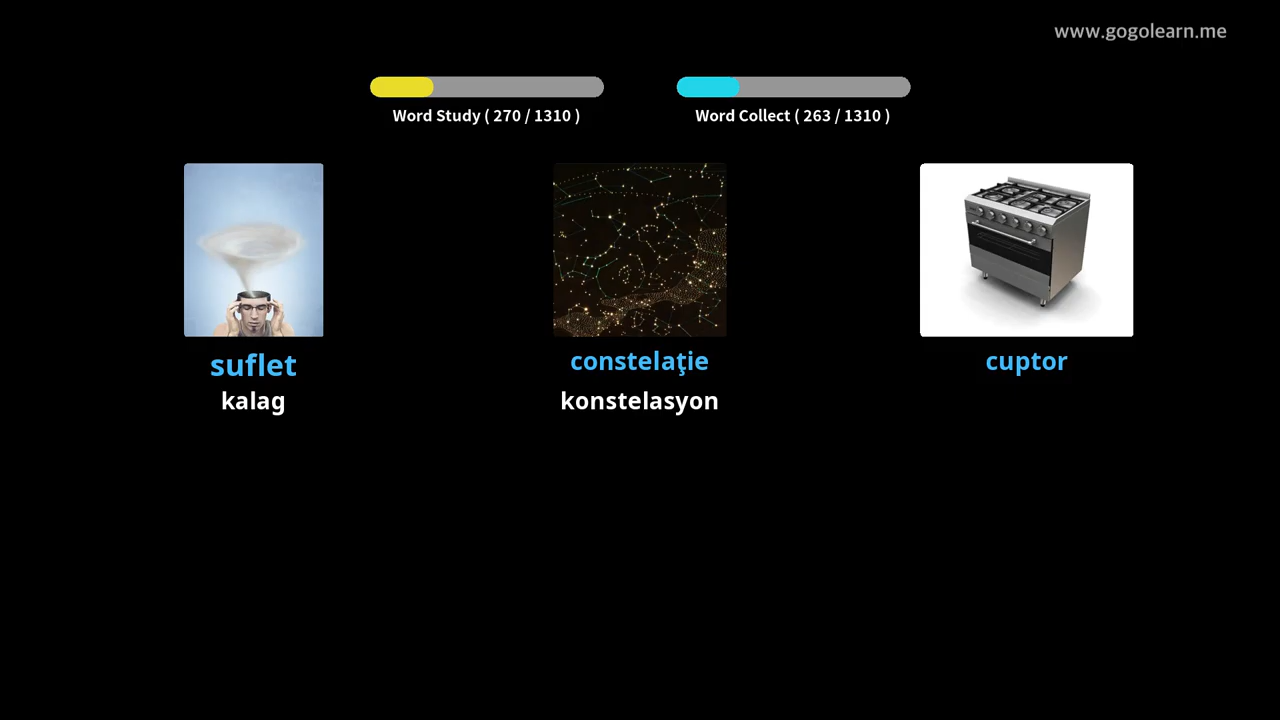 www.gogolearn.me
Word Study ( 270 / 1310 )
Word Collect ( 263 / 1310 )
suflet
kalag
constelaţie
konstelasyon
cuptor